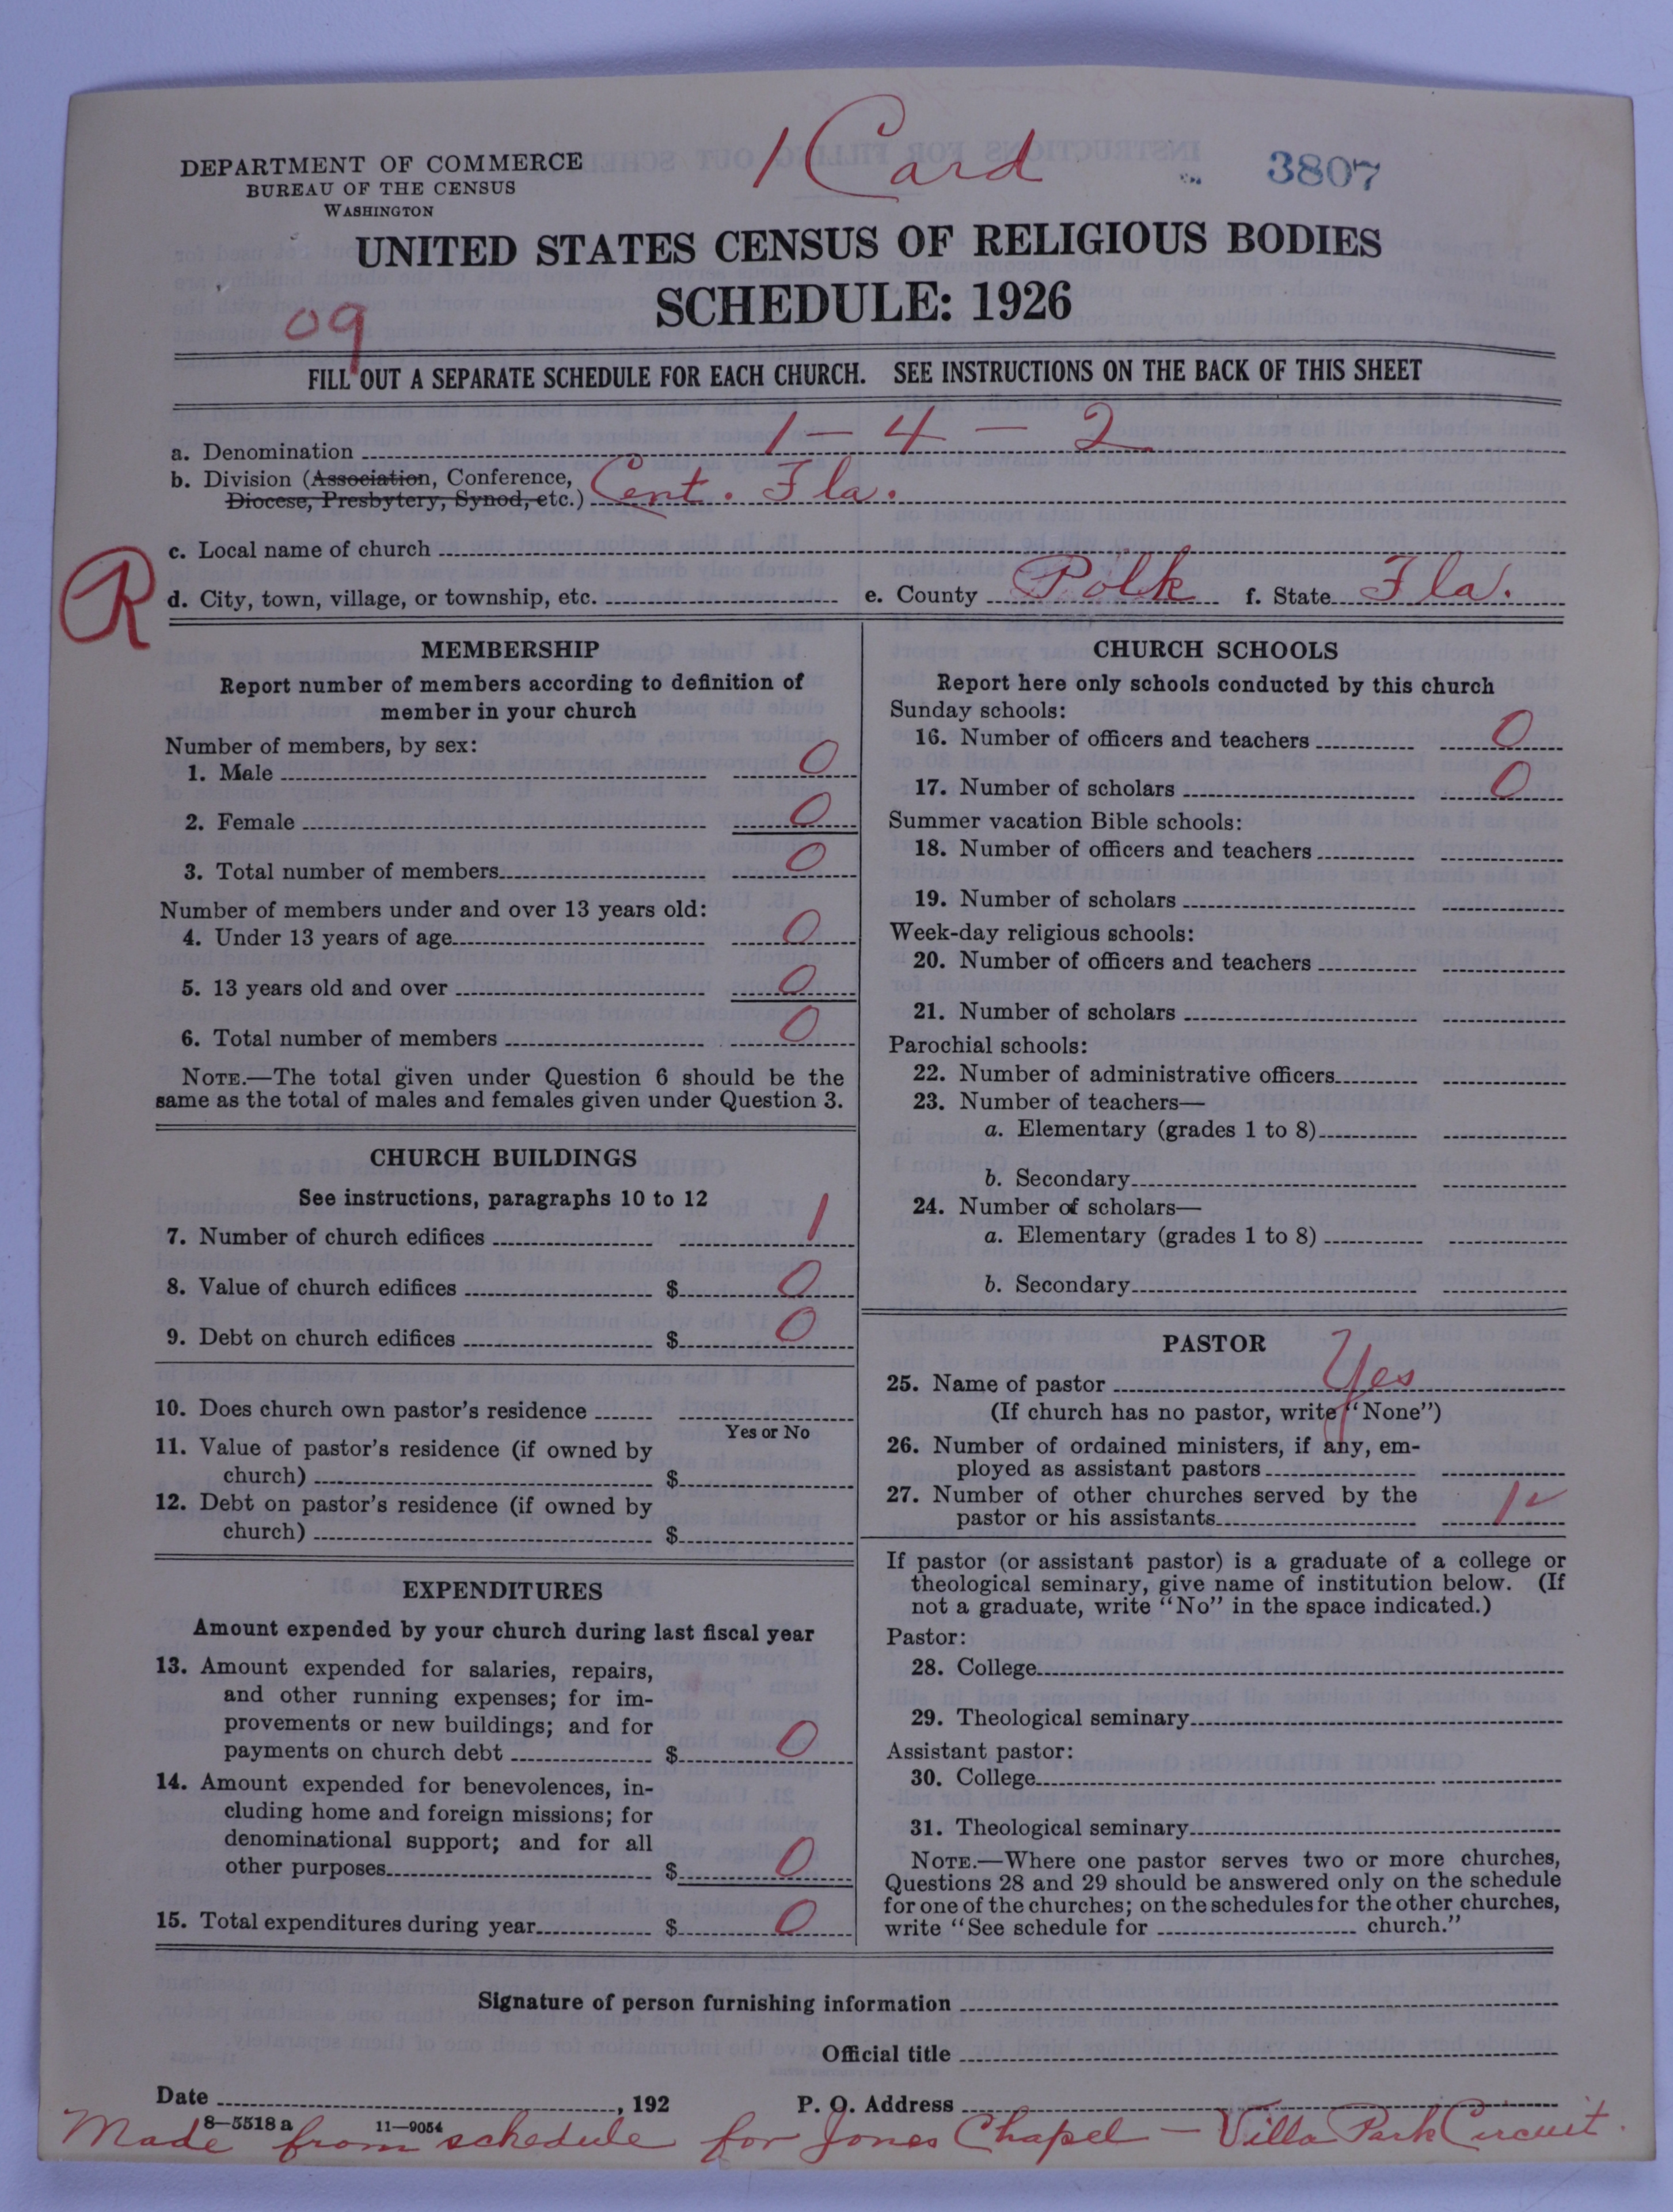 1 Card
3807
DEPARTMENT OF COMMERCE
BUREAU OF THE CENSUS
WASHINGTON
UNITED STATES CENSUS OF RELIGIOUS BODIES
SCHEDULE: 1926
09
FILL OUT A SEPARATE SCHEDULE FOR EACH CHURCH. SEE INSTRUCTIONS ON THE BACK OF THIS SHEET
a. Denomination 1 - 4 - 2
b. Division (Association, Conference,
Diocese, Presbytery, Synod, etc.) Cent. Fla.
c. Local name of church
R
d. City, town, village, or township, etc. e. County Polk f. State Fla.
MEMBERSHIP
Report number of members according to definition of
member in your church
Number of members, by sex:
1. Male 0
2. Female 0
3. Total number of members 0
Number of members under and over 13 years old:
4. Under 13 years of age 0
5. 13 years old and over 0
6. Total number of members 0
NOTE.—The total given under Question 6 should be the
same as the total of males and females given under Question 3.
CHURCH BUILDINGS
See instructions, paragraphs 10 to 12
7. Number of church edifices 1
8. Value of church edifices $ 0
9. Debt on church edifices $ 0
10. Does church own pastor's residence
Yes or No
11. Value of pastor's residence (if owned by
church) $
12. Debt on pastor's residence (if owned by
church) $
EXPENDITURES
Amount expended by your church during last fiscal year
13. Amount expended for salaries, repairs,
and other running expenses; for im-
provements or new buildings; and for
payments on church debt $ 0
14. Amount expended for benevolences, in-
cluding home and foreign missions; for
denominational support; and for all
other purposes $ 0
15. Total expenditures during year $ 0
CHURCH SCHOOLS
Report here only schools conducted by this church
Sunday schools:
16. Number of officers and teachers 0
17. Number of scholars 0
Summer vacation Bible schools:
18. Number of officers and teachers
19. Number of scholars
Week-day religious schools:
20. Number of officers and teachers
21. Number of scholars
Parochial schools:
22. Number of administrative officers
23. Number of teachers—
a. Elementary (grades 1 to 8)
b. Secondary
24. Number of scholars—
a. Elementary (grades 1 to 8)
b. Secondary
PASTOR
25. Name of pastor Yes
(If church has no pastor, write "None")
26. Number of ordained ministers, if any, em-
ployed as assistant pastors
27. Number of other churches served by the
pastor or his assistants 1 ✓
If pastor (or assistant pastor) is a graduate of a college or
theological seminary, give name of institution below. (If
not a graduate, write "No" in the space indicated.)
Pastor:
28. College
29. Theological seminary
Assistant pastor:
30. College
31. Theological seminary
NOTE.—Where one pastor serves two or more churches,
Questions 28 and 29 should be answered only on the schedule
for one of the churches; on the schedules for the other churches,
write "See schedule for church."
Signature of person furnishing information
Official title
Date , 192 P. O. Address
8—5518 a 11—9054
Made from schedule for Jones Chapel - Villa Park Circuit.